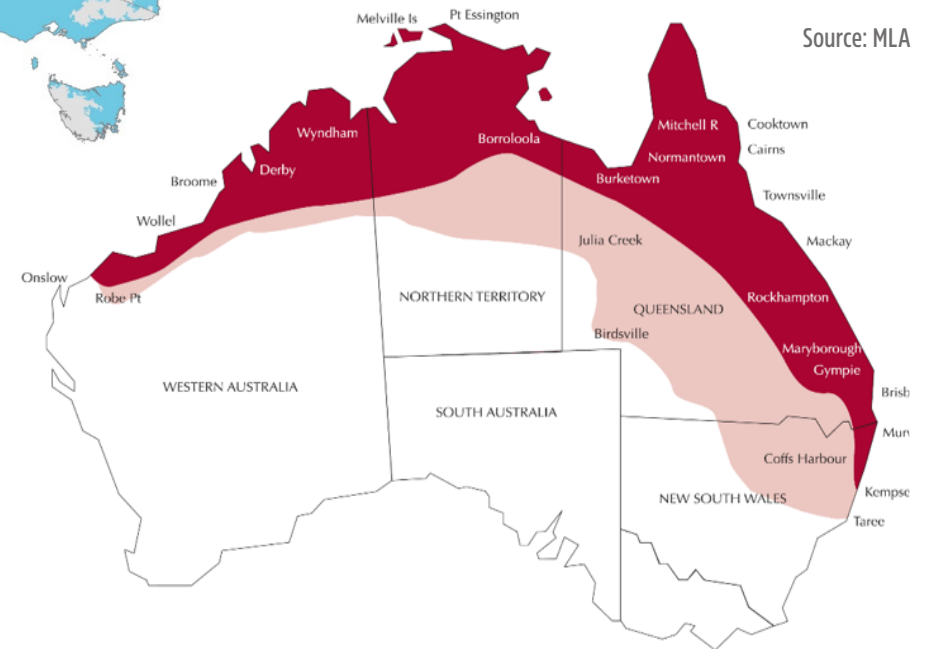 Melville Is
Pt Essington
Source: MLA
Wyndham
Borroloola
Mitchell R
Cooktown
Cairns
Normantown
Derby
Broome
Burketown
Townsville
Wollel
Julia Creek
Mackay
Onslow
Robe Pt
NORTHERN TERRITORY
Rockhampton
QUEENSLAND
Birdsville
Maryborough
Gympie
WESTERN AUSTRALIA
Brisb
SOUTH AUSTRALIA
Coffs Harbour
NEW SOUTH WALES
Kempse
Taree